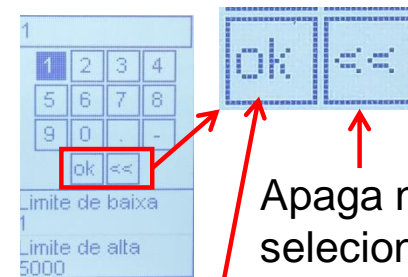 1
1 2 3 4
5 6 7 8
9 0 . -
ok <<
Limite de baixa
1
Limite de alta
5000
ok <<
Apaga
selecion